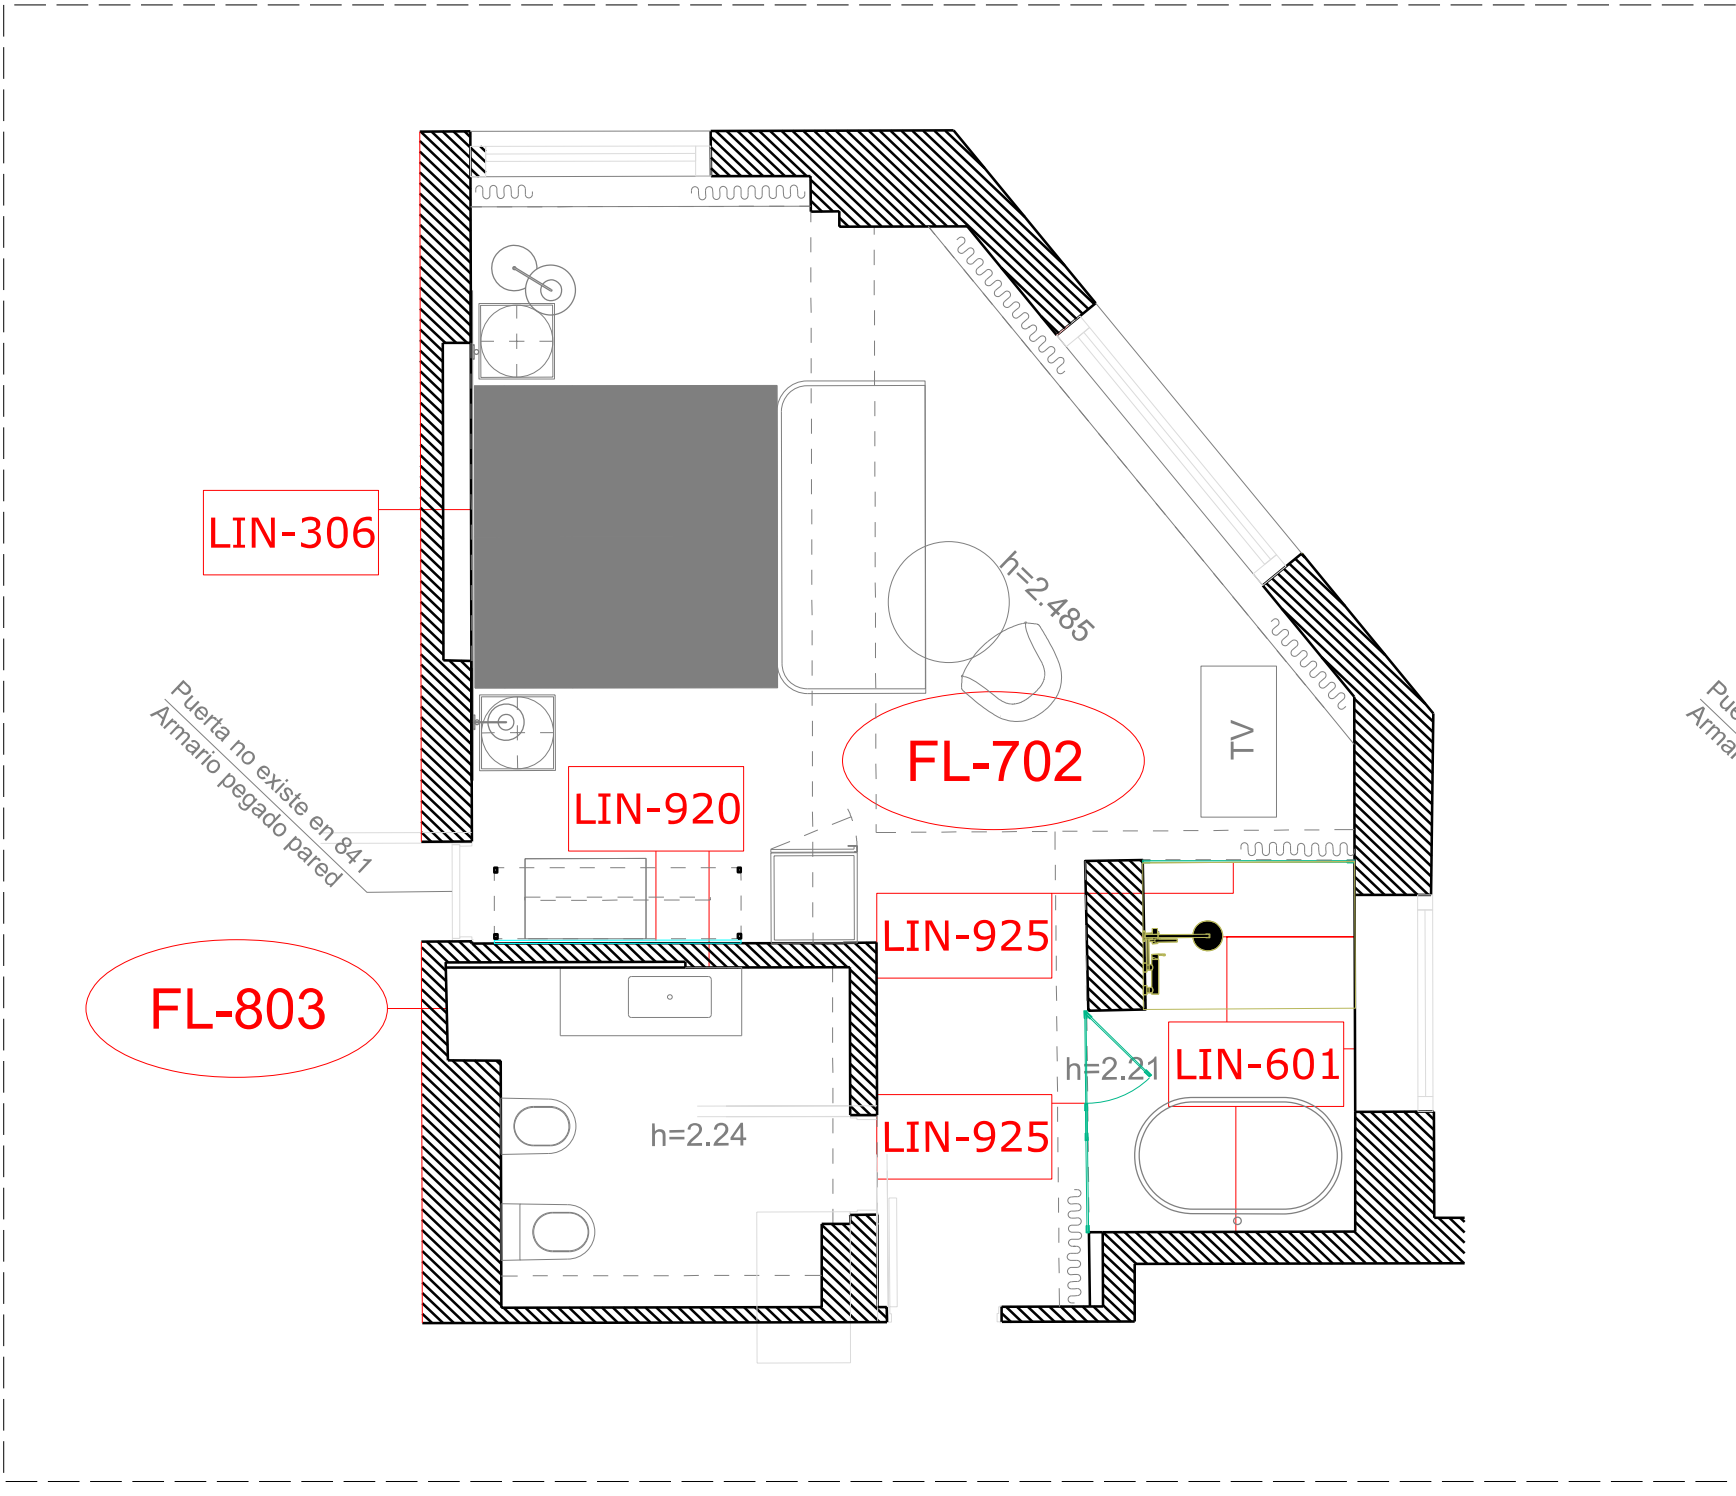 LIN-306
h=2.485
Puerta no existe en 841
Armario pegado pared
FL-702
TV
LIN-920
LIN-925
FL-803
LIN-601
h=2.21
LIN-925
h=2.24